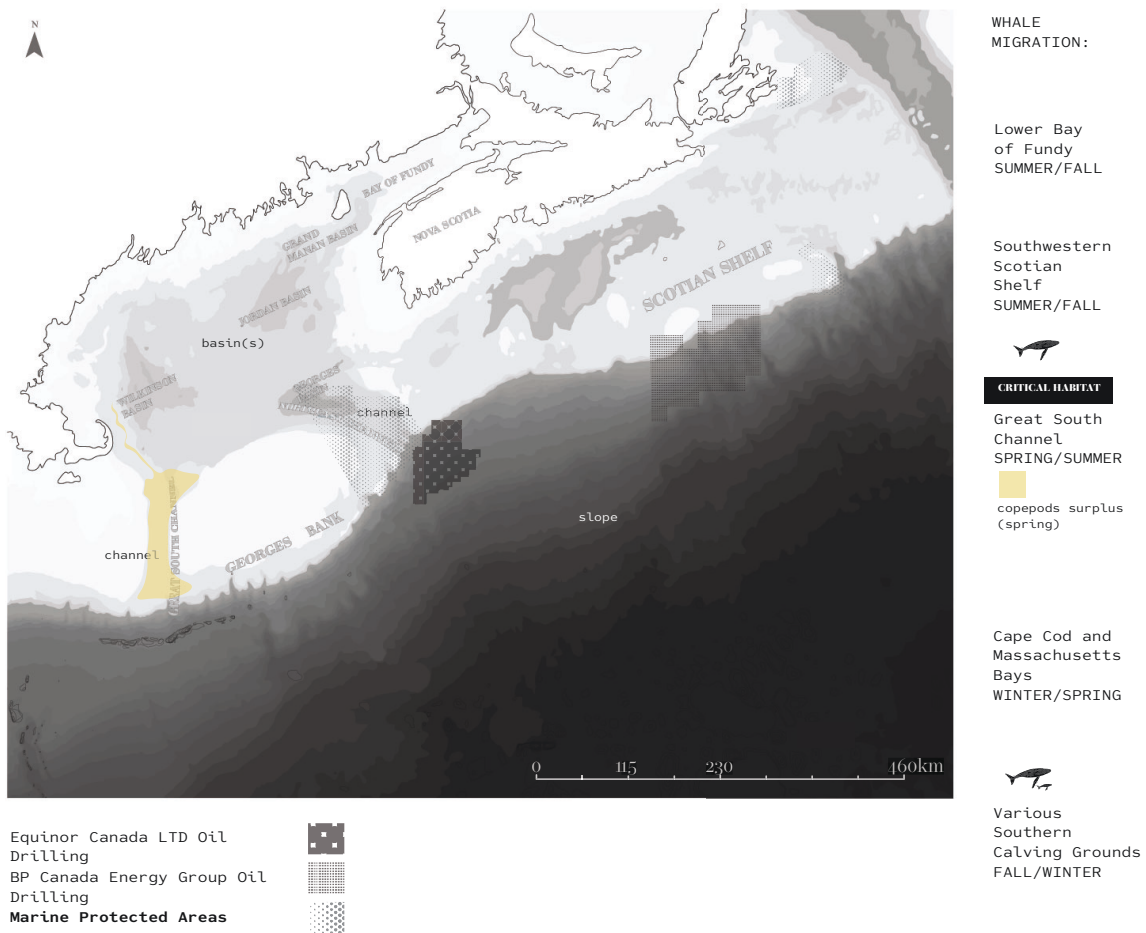 N
BAY OF FUNDY
NOVA SCOTIA
GRAND
MANAN BASIN
JORDAN BASIN
basin(s)
WILKINSON
BASIN
GEORGES
BASIN
channel
SCOTIAN SHELF
slope
channel
GREAT SOUTH CHANNEL
GEORGES BANK
0 115 230 460km
WHALE
MIGRATION:
Lower Bay
of Fundy
SUMMER/FALL
Southwestern
Scotian
Shelf
SUMMER/FALL
CRITICAL HABITAT
Great South
Channel
SPRING/SUMMER
copepods surplus
(spring)
Cape Cod and
Massachusetts
Bays
WINTER/SPRING
Various
Southern
Calving Grounds
FALL/WINTER
Equinor Canada LTD Oil
Drilling
BP Canada Energy Group Oil
Drilling
Marine Protected Areas